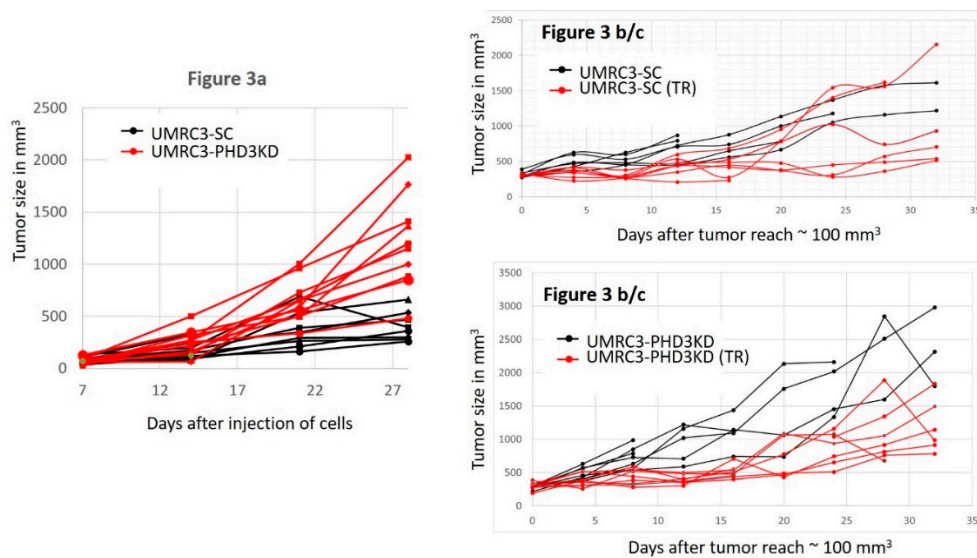 Figure 3a
Tumor size in mm³
2500
2000
1500
1000
500
0
UMRC3-SC
UMRC3-PHD3KD
7 12 17 22 27
Days after injection of cells
Figure 3 b/c
Tumor size in mm³
2500
2000
1500
1000
500
0
UMRC3-SC
UMRC3-SC (TR)
0 5 10 15 20 25 30 35
Days after tumor reach ~ 100 mm³
Figure 3 b/c
Tumor size in mm³
3500
3000
2500
2000
1500
1000
500
0
UMRC3-PHD3KD
UMRC3-PHD3KD (TR)
0 5 10 15 20 25 30 35
Days after tumor reach ~ 100 mm³